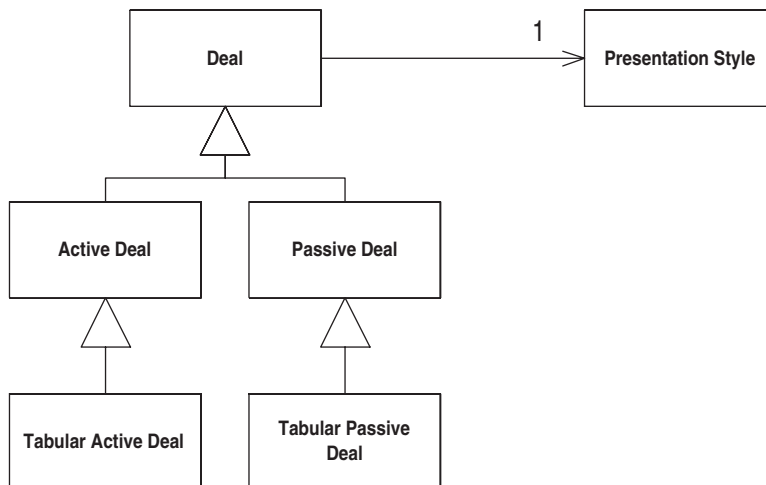 1
Deal
Presentation Style
Active Deal
Passive Deal
Tabular Active Deal
Tabular Passive
Deal